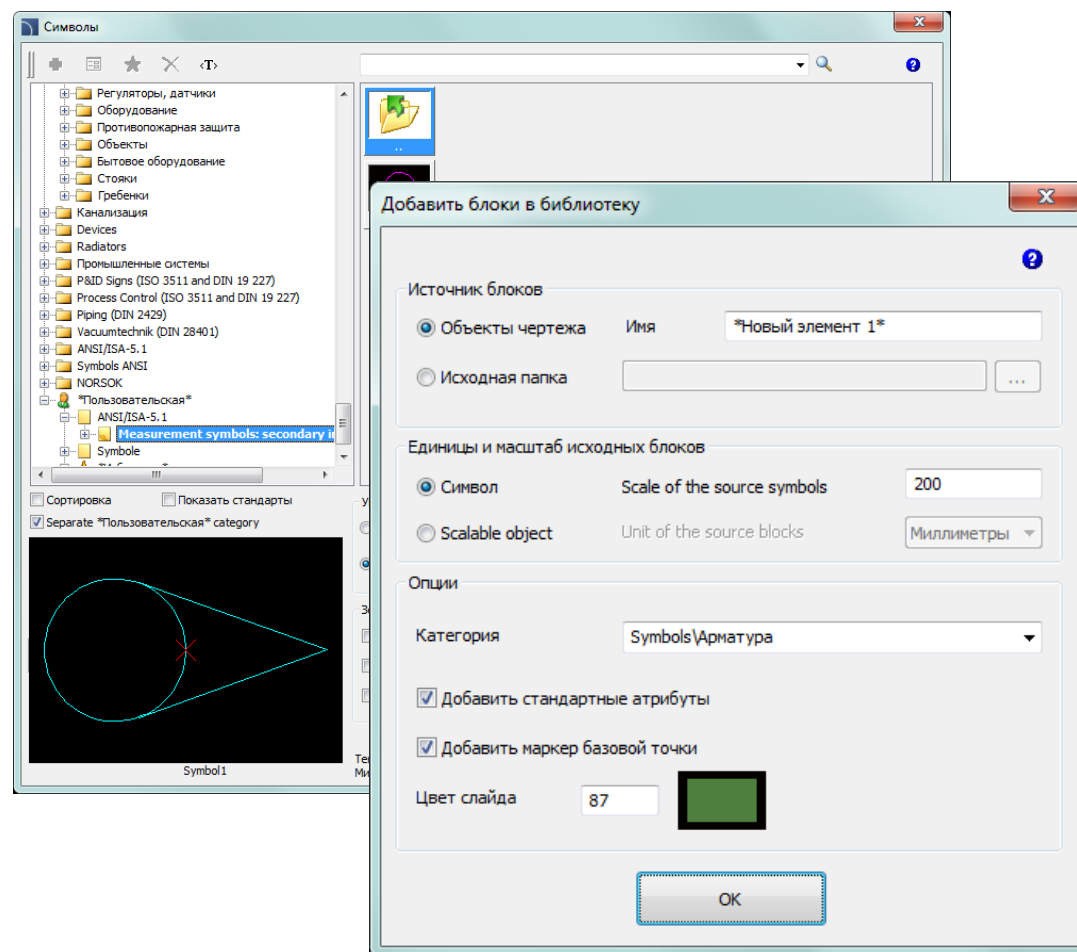 Символы
‹T›
Регуляторы, датчики
Оборудование
Противопожарная защита
Объекты
Бытовое оборудование
Стояки
Гребенки
Канализация
Devices
Radiators
Промышленные системы
P&ID Signs (ISO 3511 and DIN 19 227)
Process Control (ISO 3511 and DIN 19 227)
Piping (DIN 2429)
Vacuumtechnik (DIN 28401)
ANSI/ISA-5.1
Symbols ANSI
NORSOK
*Пользовательская*
ANSI/ISA-5.1
Measurement symbols: secondary i
Symbole
..
Сортировка
Показать стандарты
Separate *Пользовательская* category
Symbol1
Добавить блоки в библиотеку
Источник блоков
Объекты чертежа
Имя
*Новый элемент 1*
Исходная папка
...
Единицы и масштаб исходных блоков
Символ
Scale of the source symbols
200
Scalable object
Unit of the source blocks
Миллиметры
Опции
Категория
Symbols\Арматура
Добавить стандартные атрибуты
Добавить маркер базовой точки
Цвет слайда
87
OK